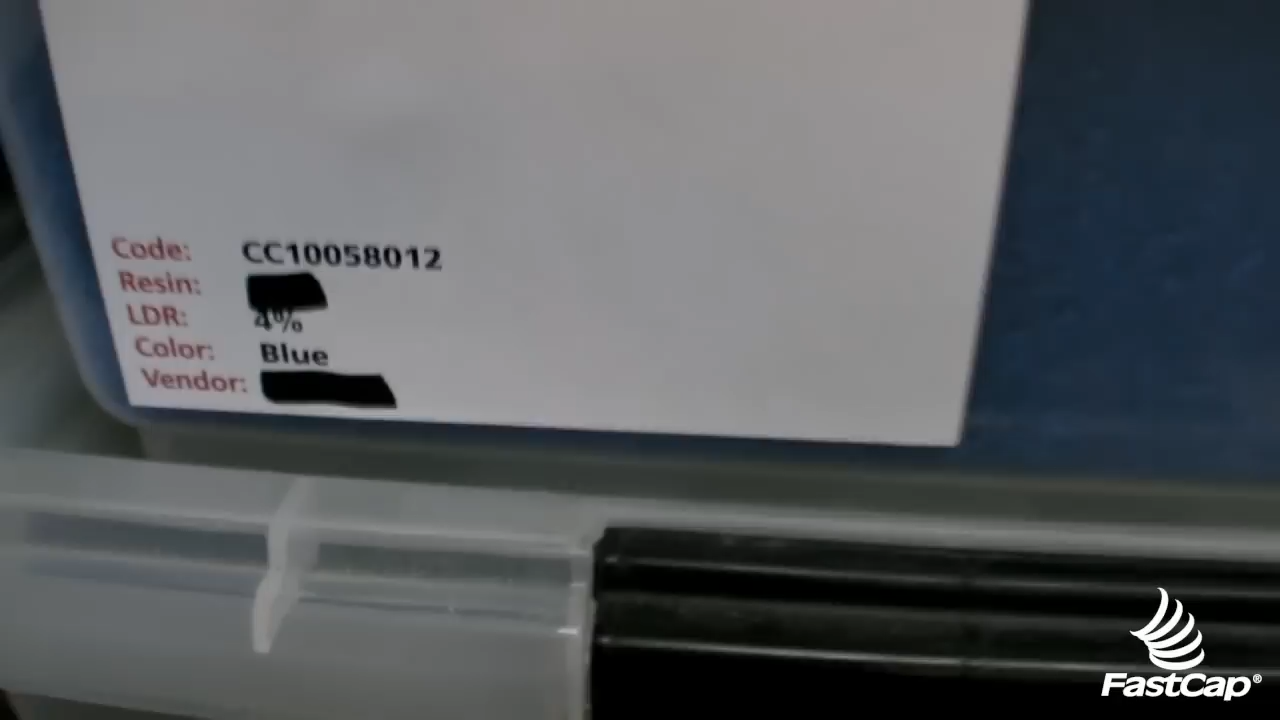 Code: CC10058012
Resin:
LDR: 4%
Color: Blue
Vendor:
FastCap®